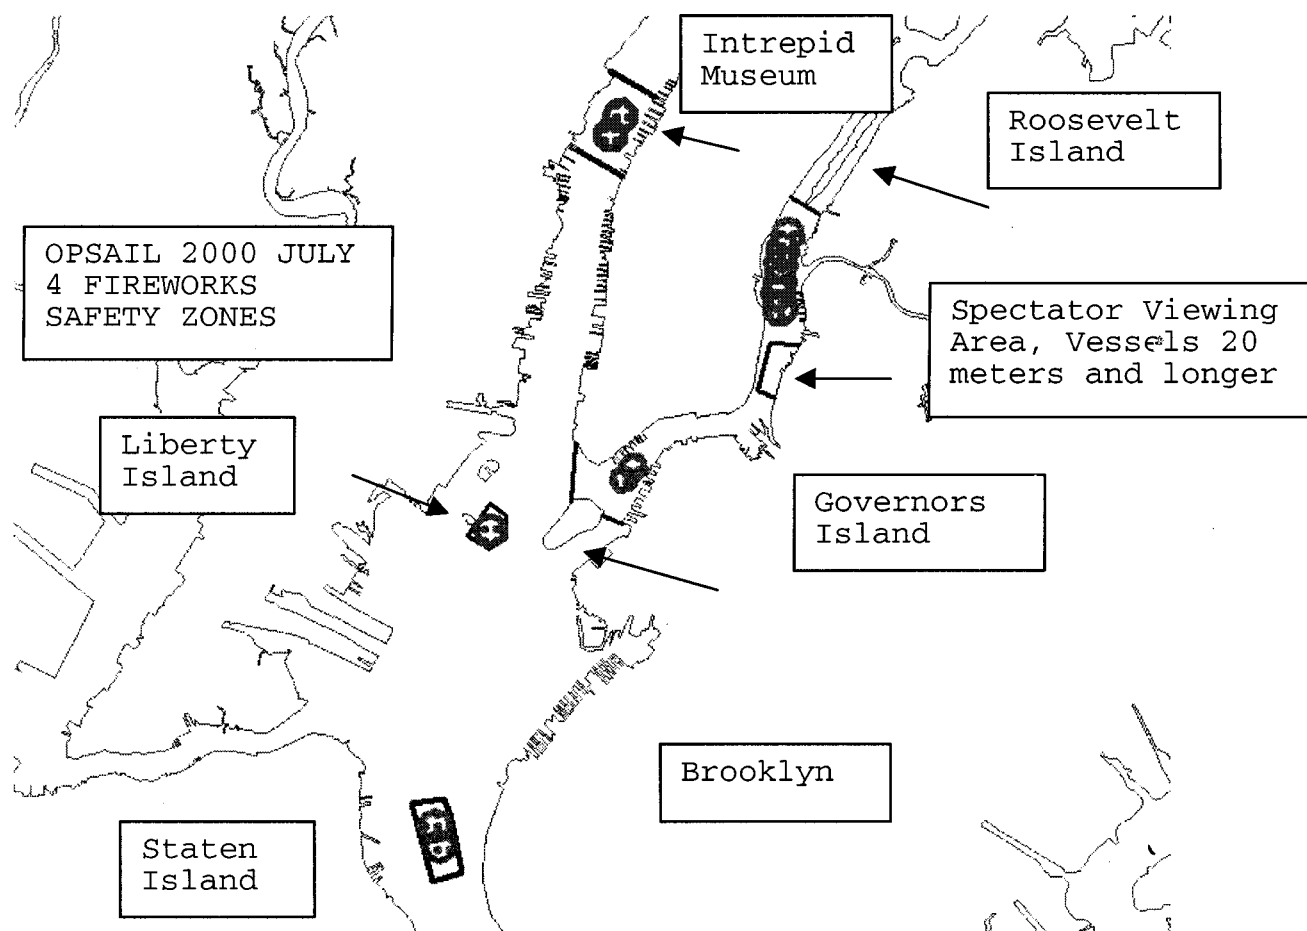 Intrepid
Museum
Roosevelt
Island
OPSAIL 2000 JULY
4 FIREWORKS
SAFETY ZONES
Spectator Viewing
Area, Vessels 20
meters and longer
Liberty
Island
Governors
Island
Brooklyn
Staten
Island